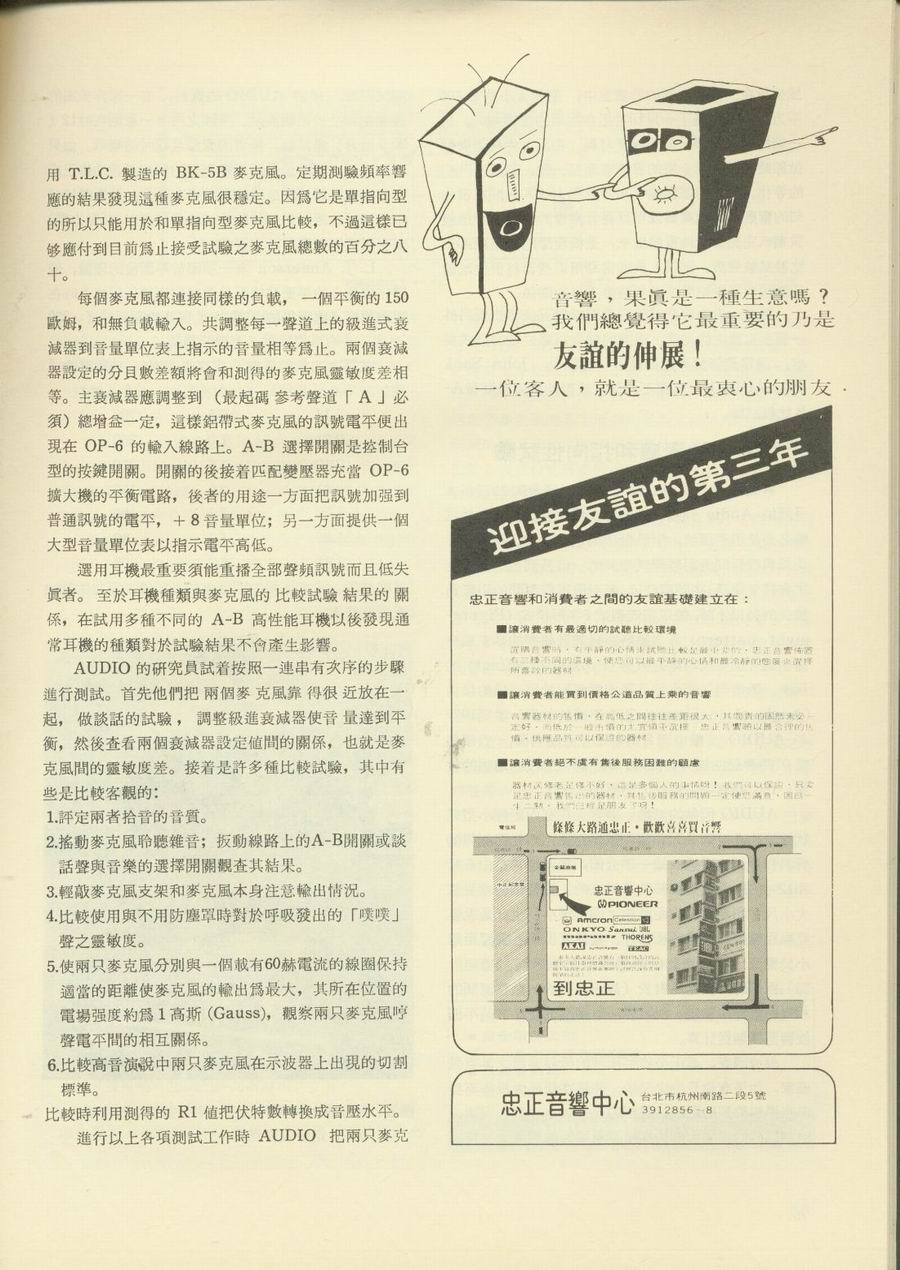 用 T.L.C. 製造的 BK-5B 麥克風。定期測驗頻率響
應的結果發現這種麥克風很穩定。因爲它是單指向型
的所以只能用於和單指向型麥克風比較，不過這樣已
够應付到目前爲止接受試驗之麥克風總數的百分之八
十。
每個麥克風都連接同樣的負載， 一個平衡的 150
歐姆，和無負載輸入。共調整每一聲道上的級進式衰
減器到音量單位表上指示的音量相等爲止。兩個衰減
器設定的分貝數差額將會和測得的麥克風靈敏度差相
等。主衰減器應調整到（最起碼 參考聲道「 A 」必
須）總增益一定，這樣鋁帶式麥克風的訊號電平便出
現在 OP-6 的輸入線路上。A-B 選擇開關是控制台
型的按鍵開關。開關的後接着匹配變壓器充當 OP-6
擴大機的平衡電路，後者的用途一方面把訊號加强到
普通訊號的電平，＋8 音量單位；另一方面提供一個
大型音量單位表以指示電平高低。
選用耳機最重要須能重播全部聲頻訊號而且低失
眞者。 至於耳機種類與麥克風的 比較試驗 結果的 關
係，在試用多種不同的 A-B 高性能耳機以後發現通
常耳機的種類對於試驗結果不會產生影響。
AUDIO 的研究員試着按照一連串有次序的步驟
進行測試。首先他們把 兩個麥 克風靠 得很 近放在一
起， 做談話的試驗 ， 調整級進衰減器使音 量達到平
衡，然後查看兩個衰減器設定値間的關係，也就是麥
克風間的靈敏度差。接着是許多種比較試驗，其中有
些是比較客觀的：
1.評定兩者拾音的音質。
2.搖動麥克風聆聽雜音；扳動線路上的A-B開關或談
話聲與音樂的選擇開關觀查其結果。
3.輕敲麥克風支架和麥克風本身注意輸出情況。
4.比較使用與不用防塵罩時對於呼吸發出的「噗噗」
聲之靈敏度。
5.使兩只麥克風分別與一個載有60赫電流的線圈保持
適當的距離使麥克風的輸出爲最大，其所在位置的
電場强度約爲 1 高斯 (Gauss)，觀察兩只麥克風哼
聲電平間的相互關係。
6.比較高音演說中兩只麥克風在示波器上出現的切割
標準。
比較時利用測得的 R1 値把伏特數轉換成音壓水平。
進行以上各項測試工作時 AUDIO 把兩只麥克
音響，果眞是一種生意嗎？
我們總覺得它最重要的乃是
友誼的伸展！
一位客人，就是一位最衷心的朋友．
迎接友誼的第三年
忠正音響和消費者之間的友誼基礎建立在：
■讓消費者有最適切的試聽比較環境
■讓消費者能買到價格公道品質上乘的音響
■讓消費者絕不虞有售後服務困難的顧慮
條條大路通忠正・歡歡喜喜買音響
忠正音響中心
PIONEER
Amcron Celestion
ONKYO Sansui JBL
marantz THORENS
AKAI TEAC
到忠正
忠正音響中心
台北市杭州南路二段5號
3912856－8